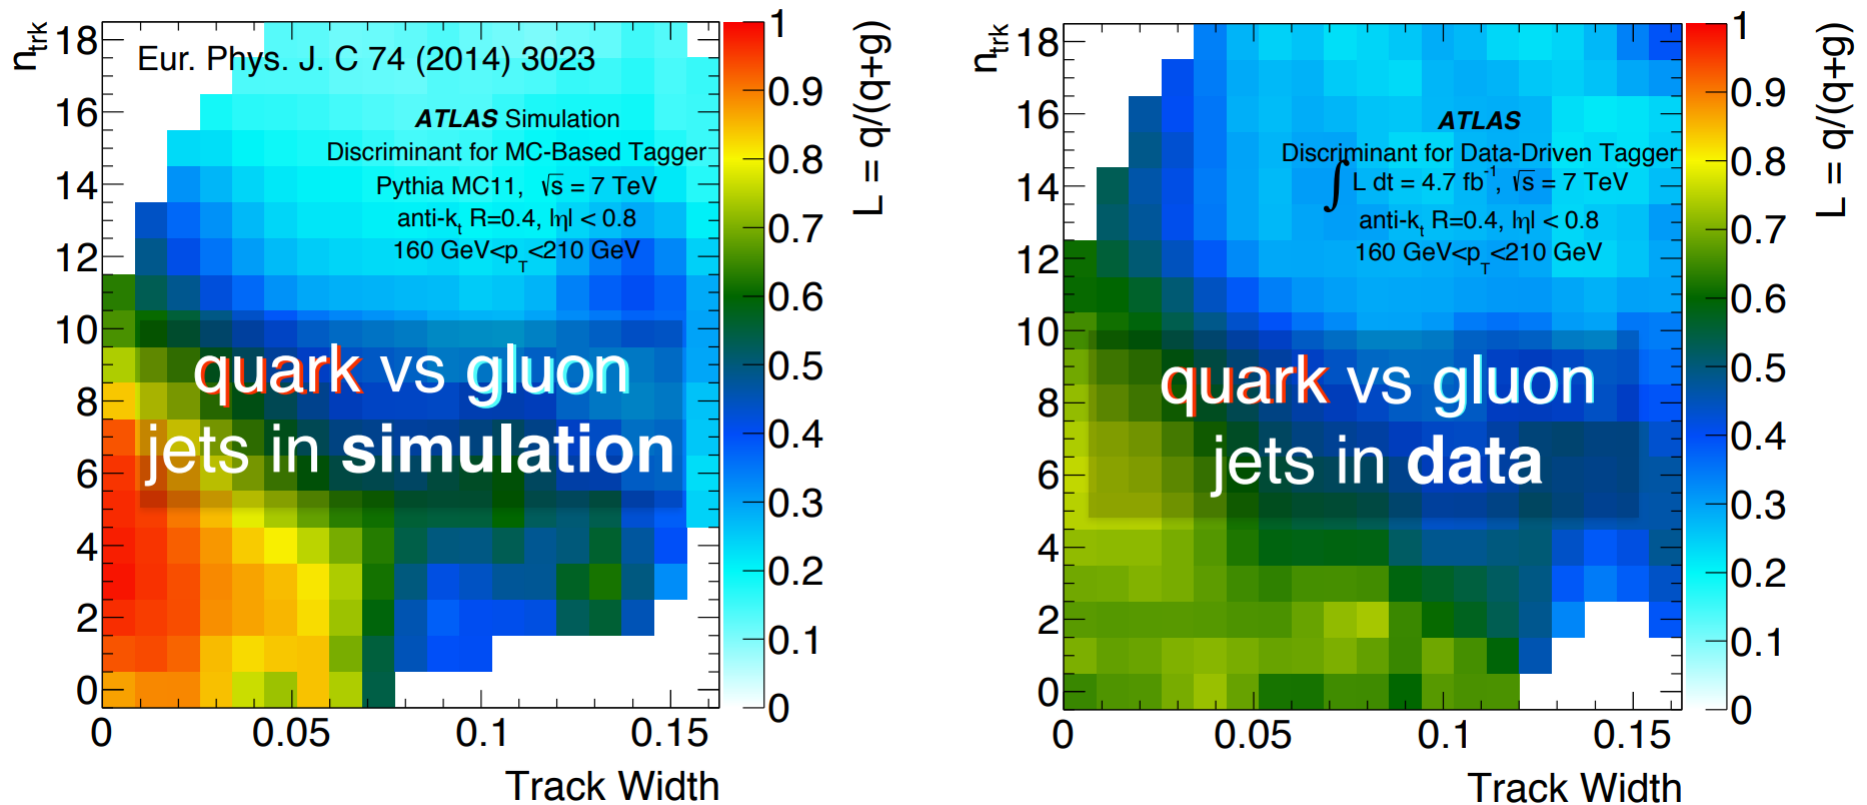 Eur. Phys. J. C 74 (2014) 3023
ATLAS Simulation
Discriminant for MC-Based Tagger
Pythia MC11, √s = 7 TeV
anti-kt R=0.4, |η| < 0.8
160 GeV<pT<210 GeV
quark vs gluon
jets in simulation
ntrk
18
16
14
12
10
8
6
4
2
0
0
0.05
0.1
0.15
Track Width
1
0.9
0.8
0.7
0.6
0.5
0.4
0.3
0.2
0.1
0
L = q/(q+g)
ATLAS
Discriminant for Data-Driven Tagger
∫ L dt = 4.7 fb-1, √s = 7 TeV
anti-kt R=0.4, |η| < 0.8
160 GeV<pT<210 GeV
quark vs gluon
jets in data
ntrk
18
16
14
12
10
8
6
4
2
0
0
0.05
0.1
0.15
Track Width
1
0.9
0.8
0.7
0.6
0.5
0.4
0.3
0.2
0.1
0
L = q/(q+g)